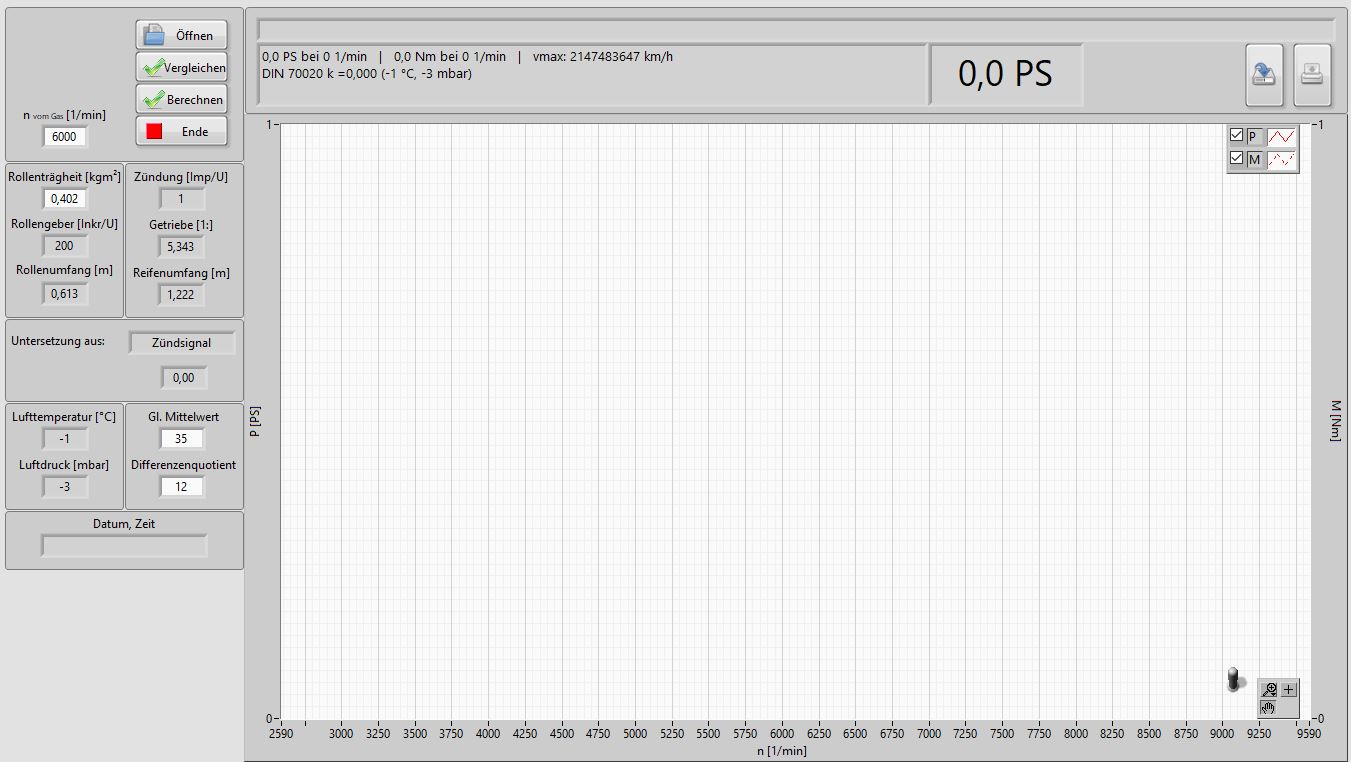 Öffnen
Vergleichen
Berechnen
Ende
n vom Gas [1/min]
6000
Rollenträgheit [kgm²]
0,402
Rollengeber [Inkr/U]
200
Rollenumfang [m]
0,613
Zündung [Imp/U]
1
Getriebe [1:]
5,343
Reifenumfang [m]
1,222
Untersetzung aus:
Zündsignal
0,00
Lufttemperatur [°C]
-1
Luftdruck [mbar]
-3
Gl. Mittelwert
35
Differenzenquotient
12
Datum, Zeit
0,0 PS bei 0 1/min | 0,0 Nm bei 0 1/min | vmax: 2147483647 km/h
DIN 70020 k =0,000 (-1 °C, -3 mbar)
0,0 PS
P
M
1
0
P [PS]
1
0
M [Nm]
2590 3000 3250 3500 3750 4000 4250 4500 4750 5000 5250 5500 5750 6000 6250 6500 6750 7000 7250 7500 7750 8000 8250 8500 8750 9000 9250 9590
n [1/min]